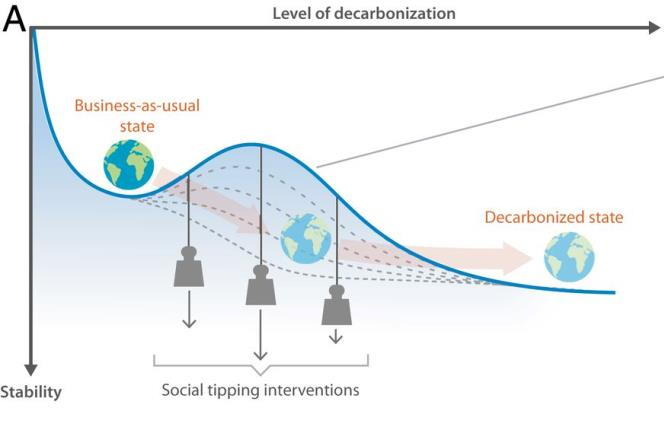 A
Level of decarbonization
Business-as-usual
state
Decarbonized state
Stability
Social tipping interventions